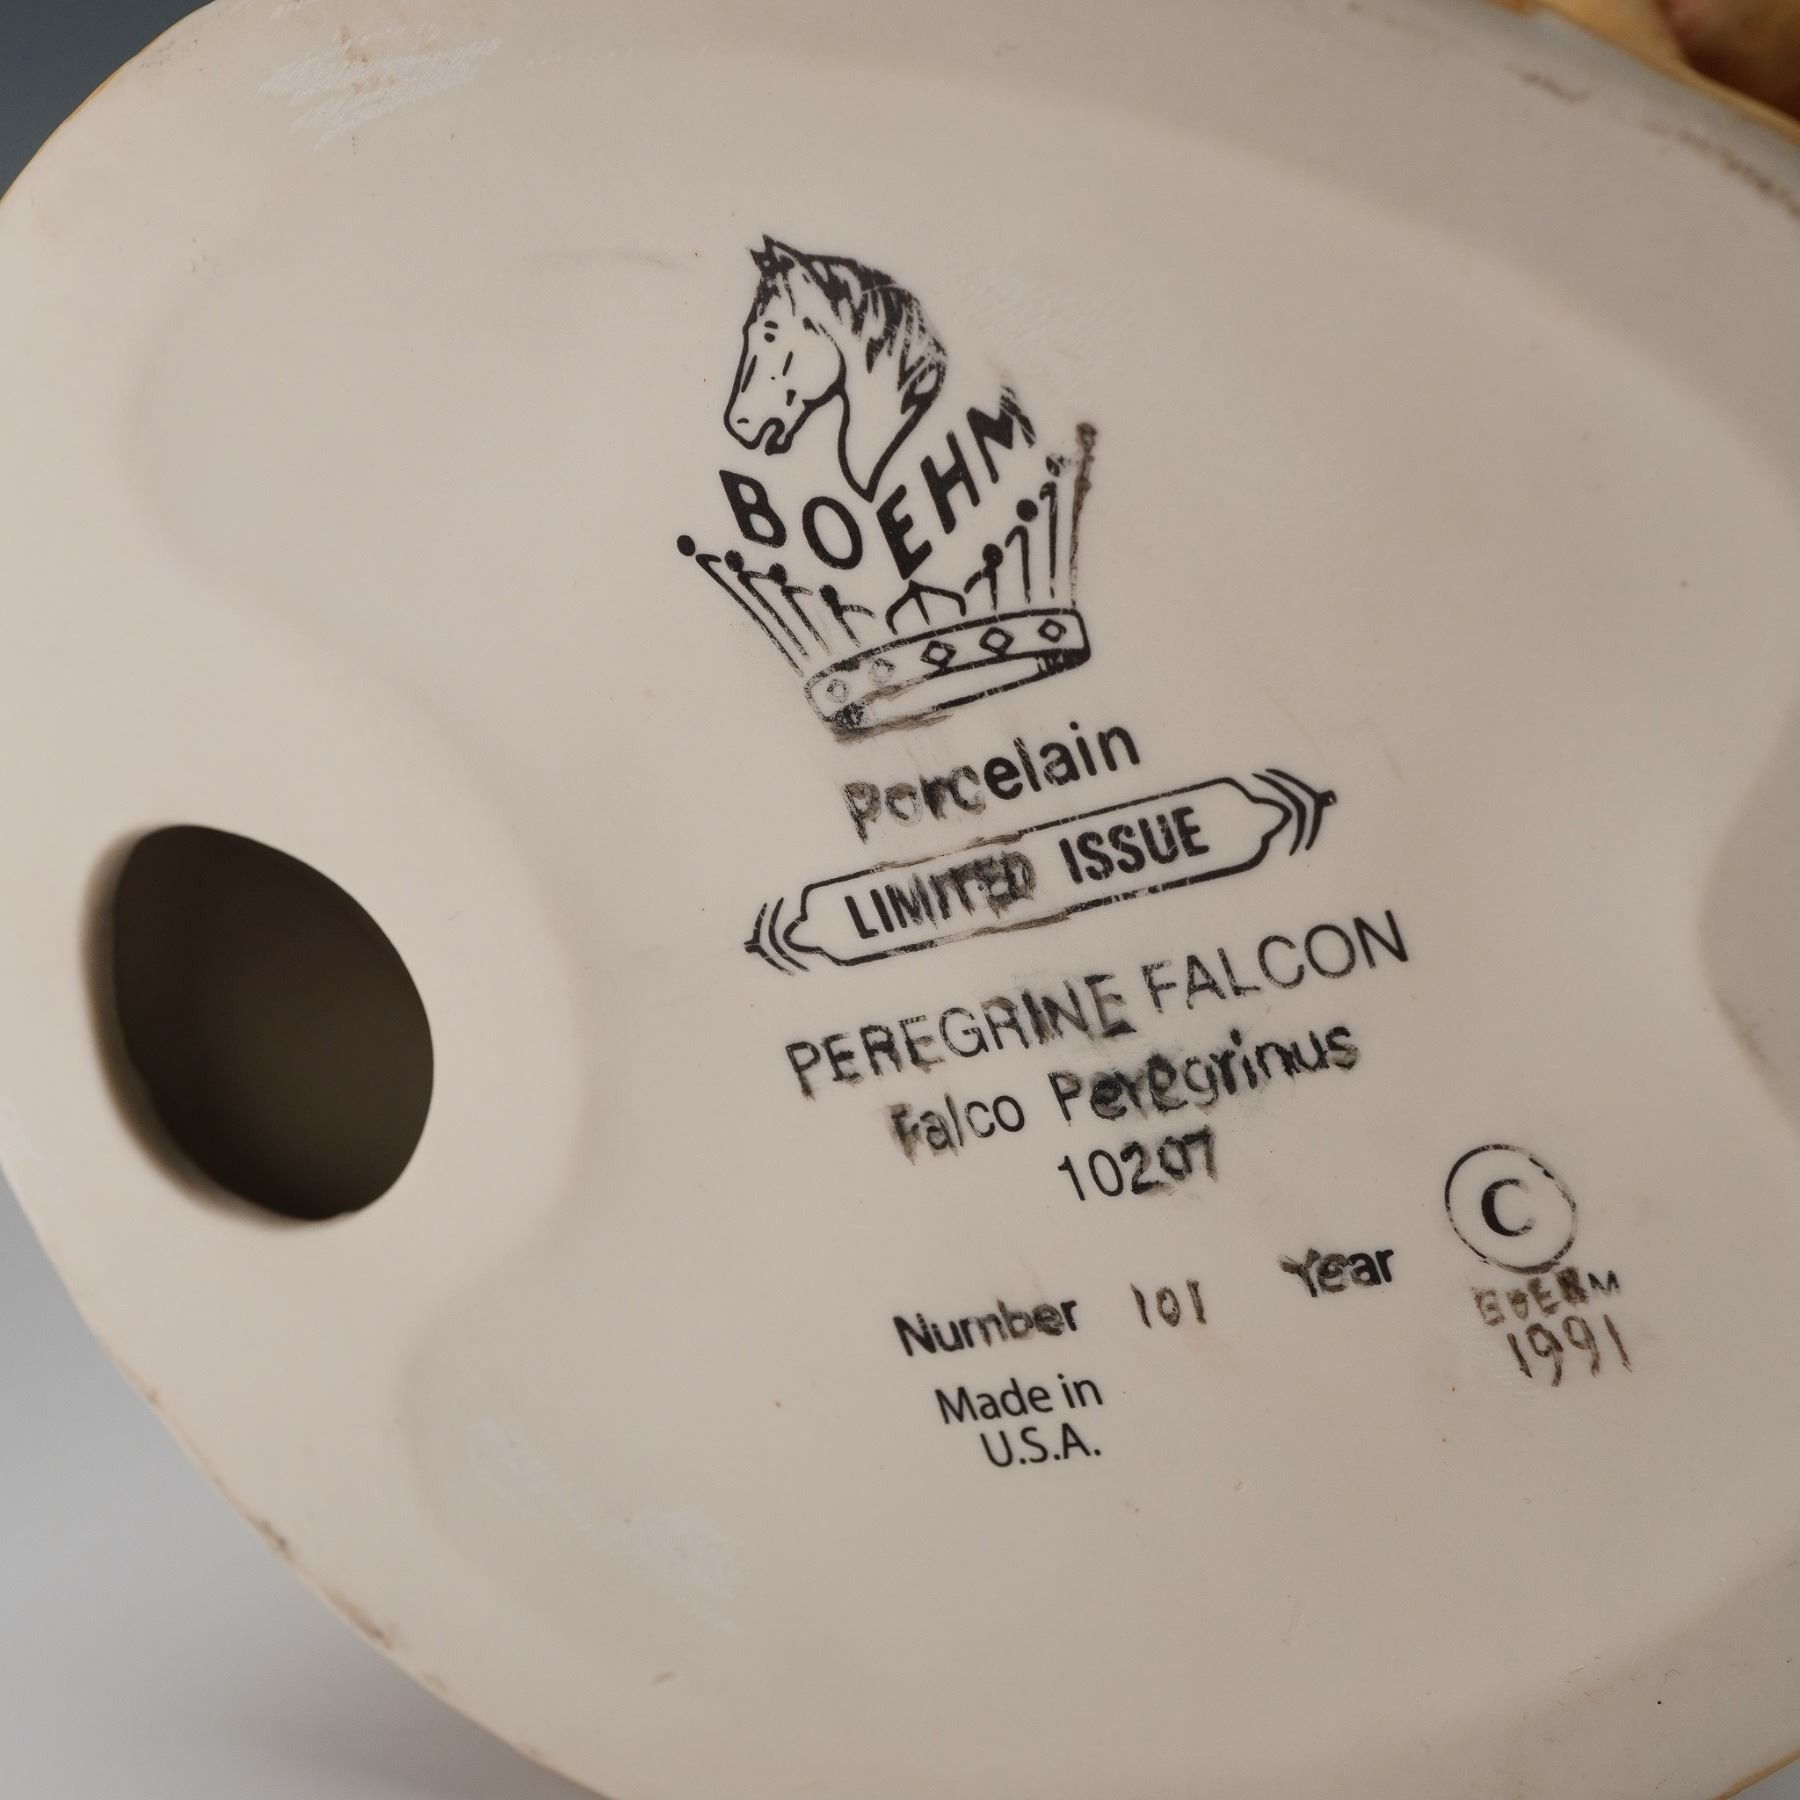 BOEHM
Porcelain
LIMITED ISSUE
PEREGRINE FALCON
Falco Peregrinus
10207
Number 101 Year
©
BOEHM
1991
Made in
U.S.A.